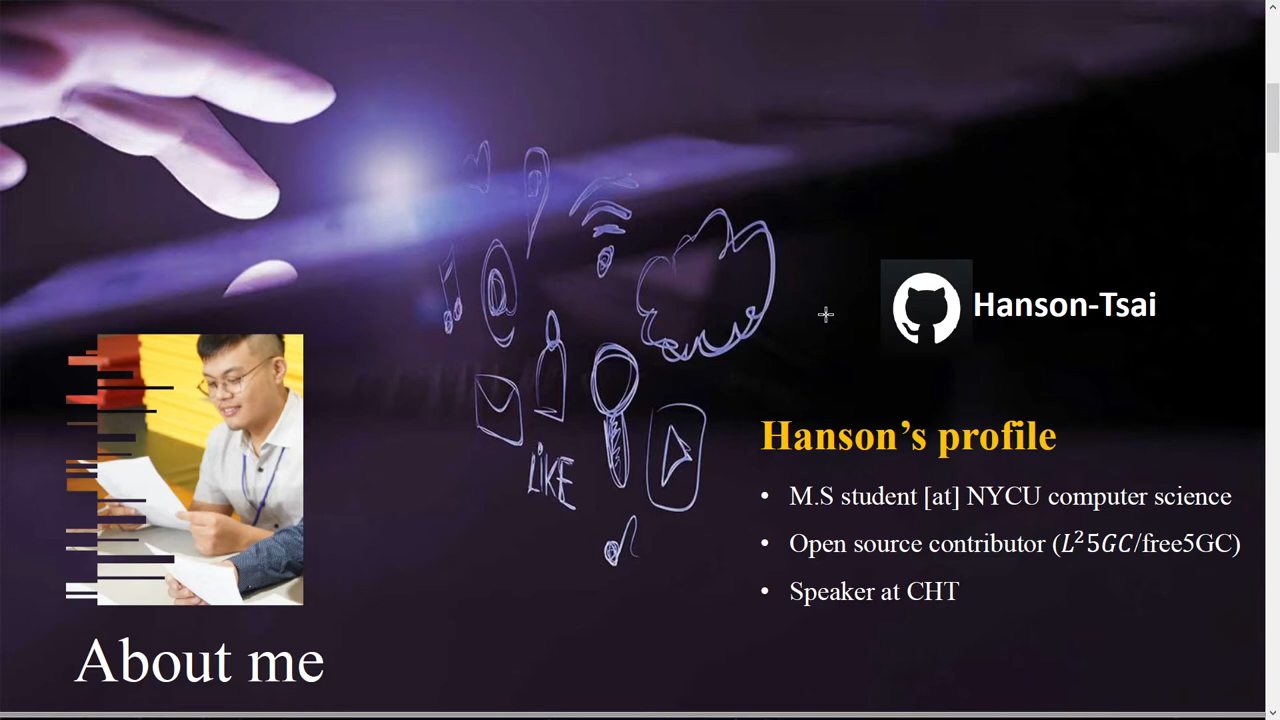 Hanson-Tsai
Hanson’s profile
• M.S student [at] NYCU computer science
• Open source contributor (L²5GC/free5GC)
• Speaker at CHT
LIKE
About me